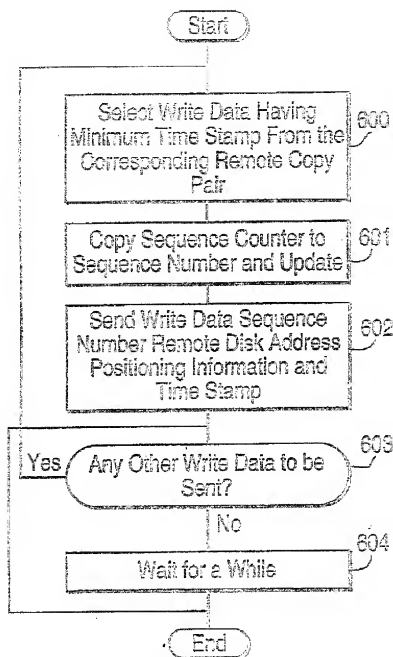 Start
Select Write Data Having
Minimum Time Stamp From the
Corresponding Remote Copy
Pair
600
Copy Sequence Counter to
Sequence Number and Update
601
Send Write Data Sequence
Number Remote Disk Address
Positioning Information and
Time Stamp
602
Yes
Any Other Write Data to be
Sent?
603
No
Wait for a While
604
End